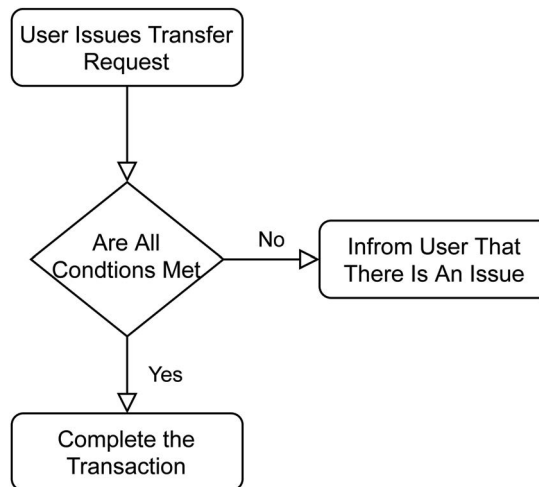 User Issues Transfer
Request
Are All
Condtions Met
No
Infrom User That
There Is An Issue
Yes
Complete the
Transaction